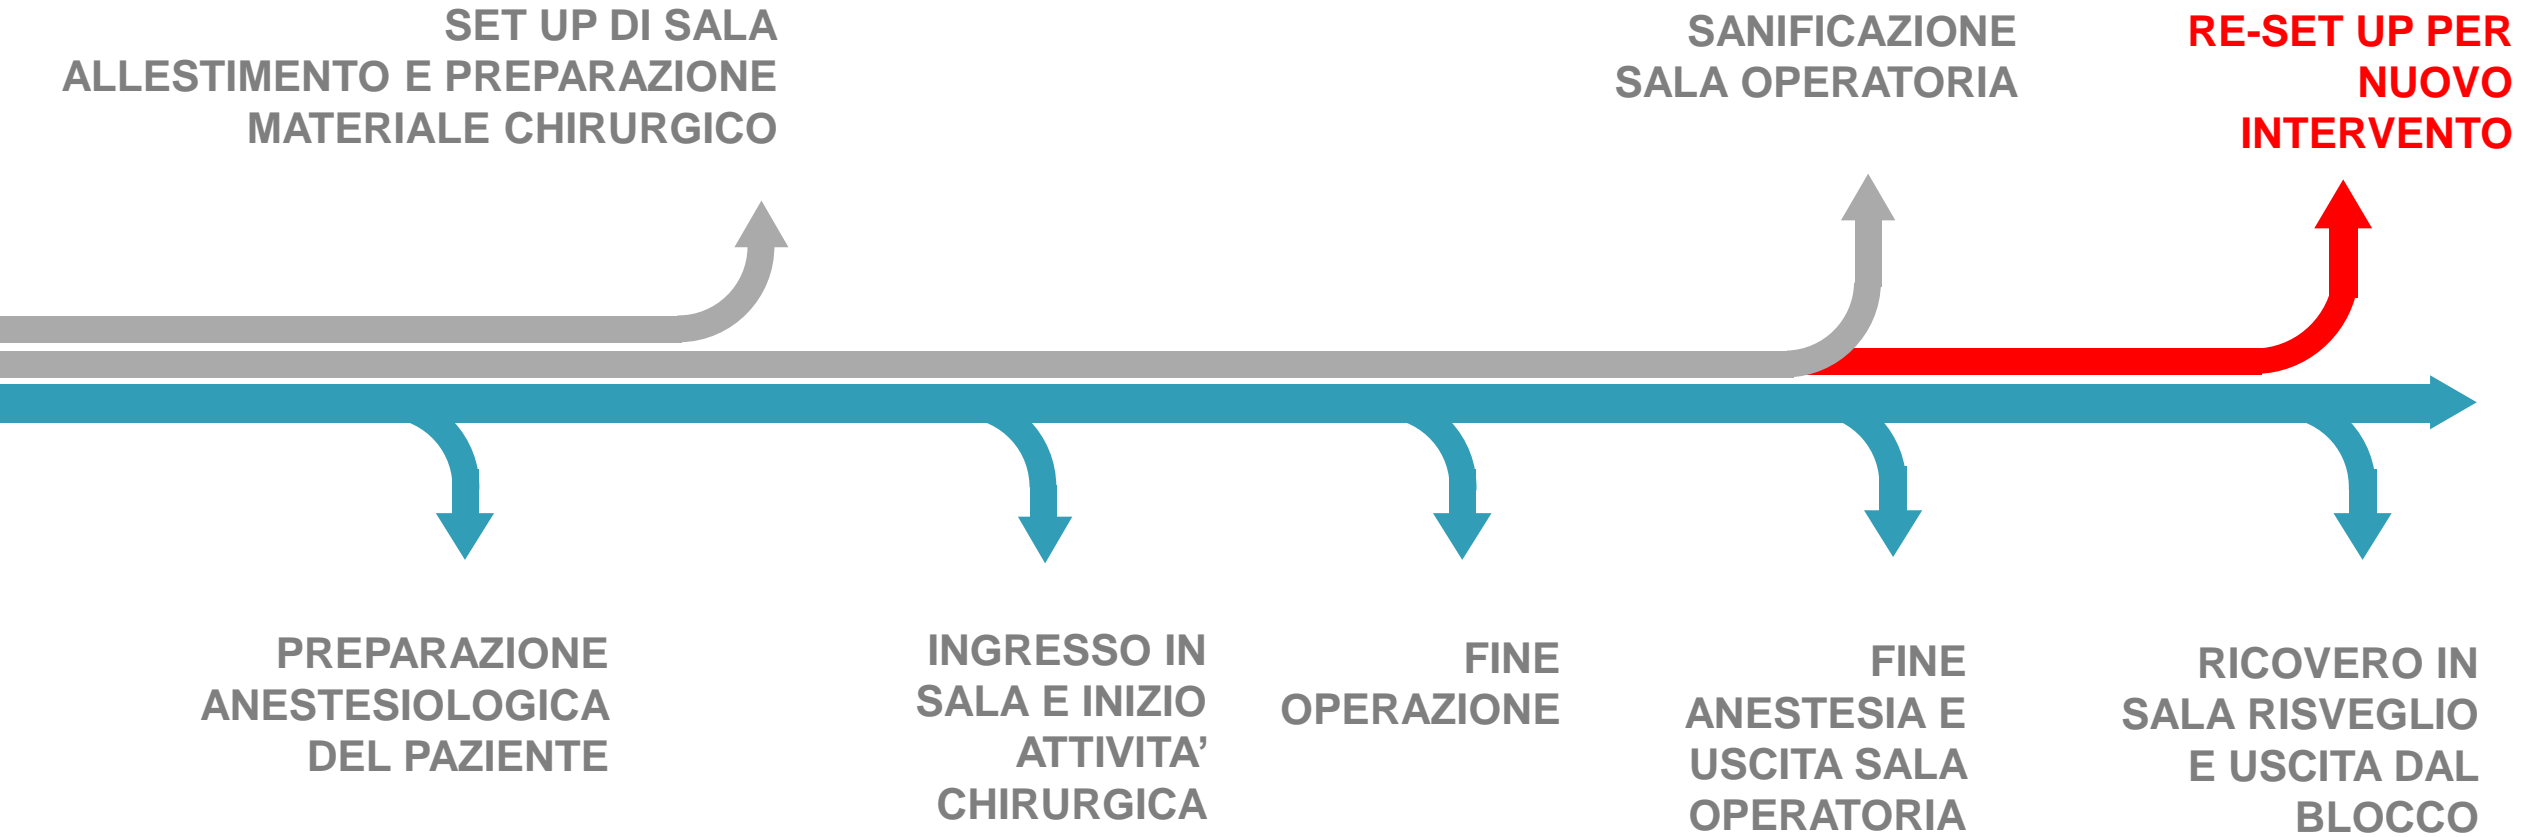 SET UP DI SALA
ALLESTIMENTO E PREPARAZIONE
MATERIALE CHIRURGICO
SANIFICAZIONE
SALA OPERATORIA
RE-SET UP PER
NUOVO
INTERVENTO
PREPARAZIONE
ANESTESIOLOGICA
DEL PAZIENTE
INGRESSO IN
SALA E INIZIO
ATTIVITA’
CHIRURGICA
FINE
OPERAZIONE
FINE
ANESTESIA E
USCITA SALA
OPERATORIA
RICOVERO IN
SALA RISVEGLIO
E USCITA DAL
BLOCCO